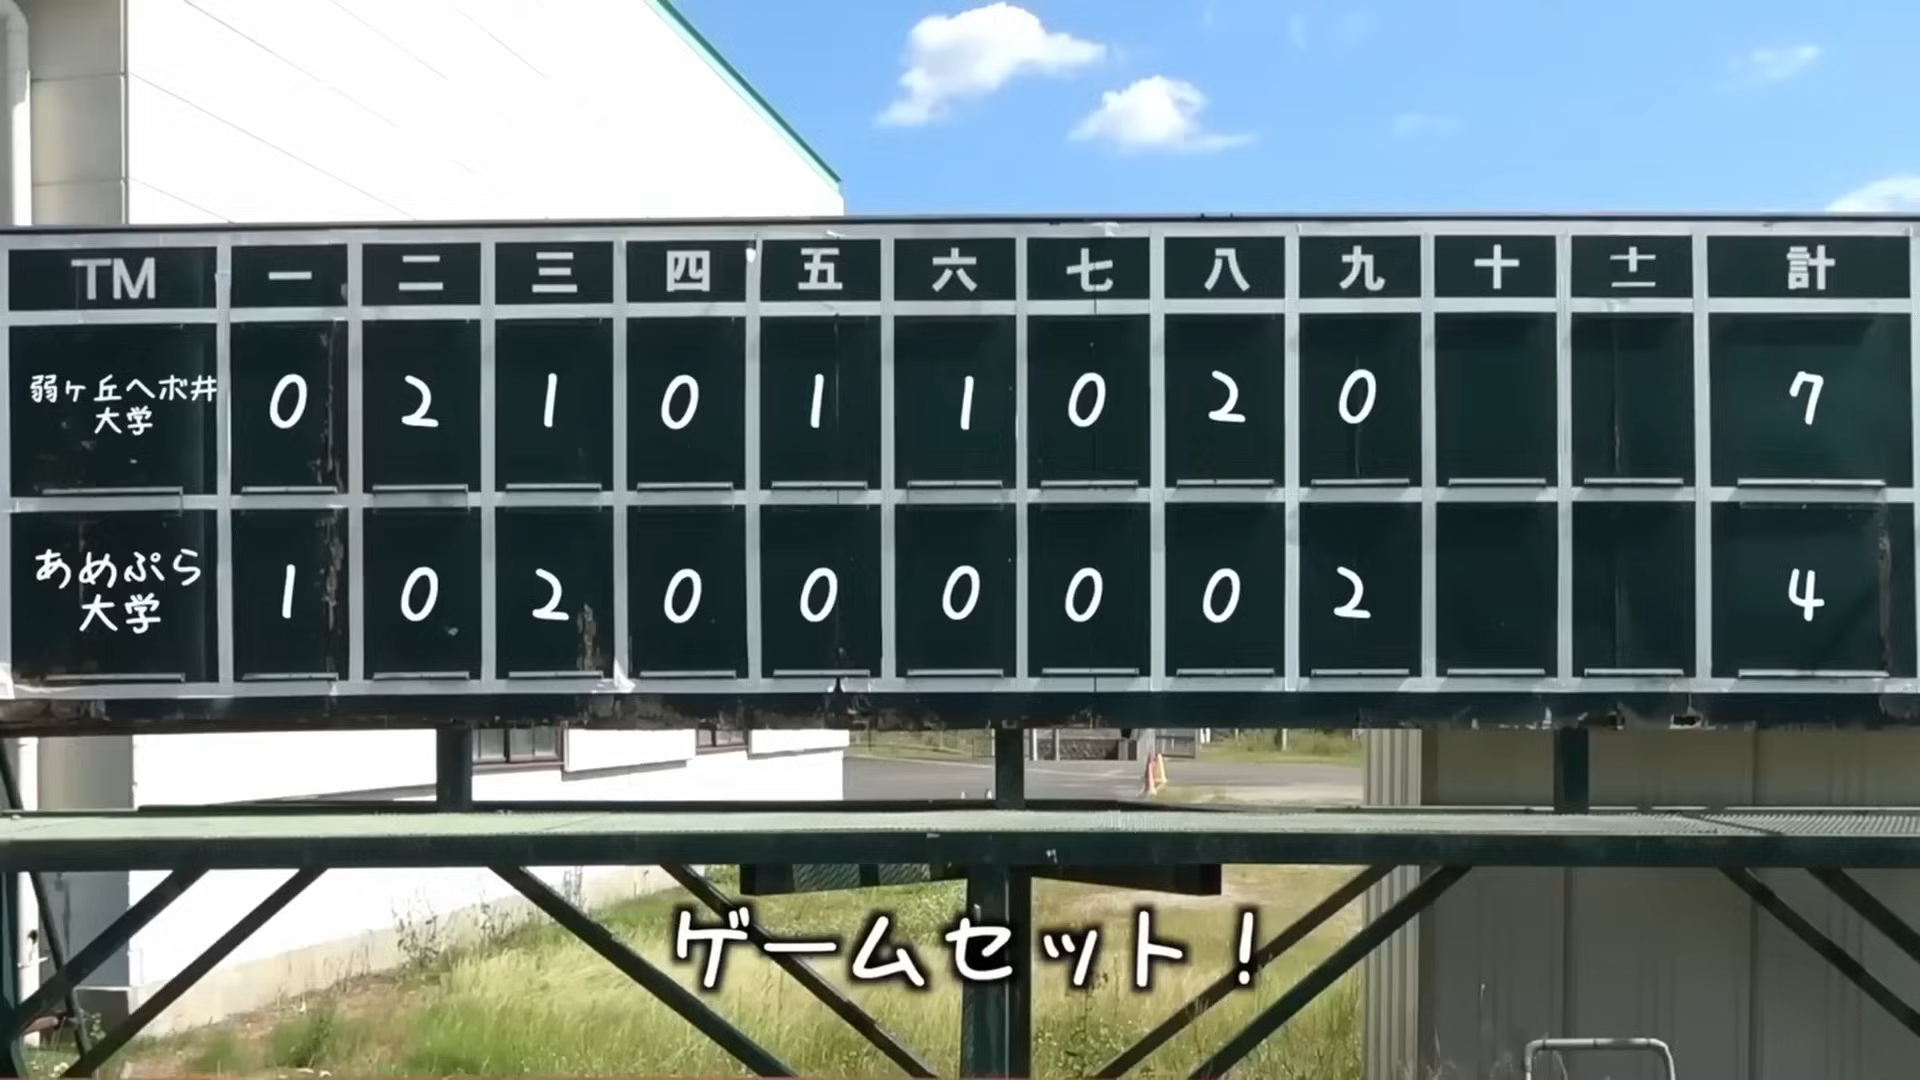 TM 一 二 三 四 五 六 七 八 九 十 十一 計
弱ヶ丘ヘボ井
大学 0 2 1 0 1 1 0 2 0 7
あめぷら
大学 1 0 2 0 0 0 0 0 2 4
ゲームセット!